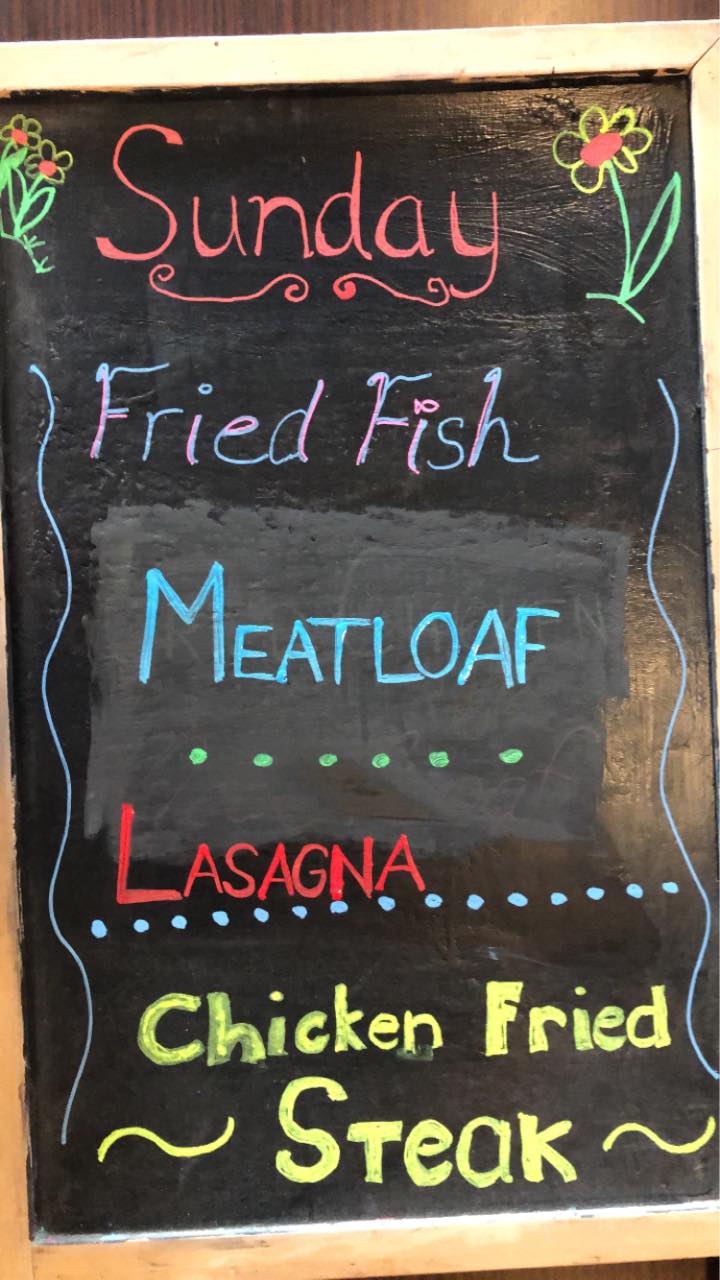 Sunday
Fried Fish
MEATLOAF
LASAGNA
Chicken Fried
~ STeaK ~